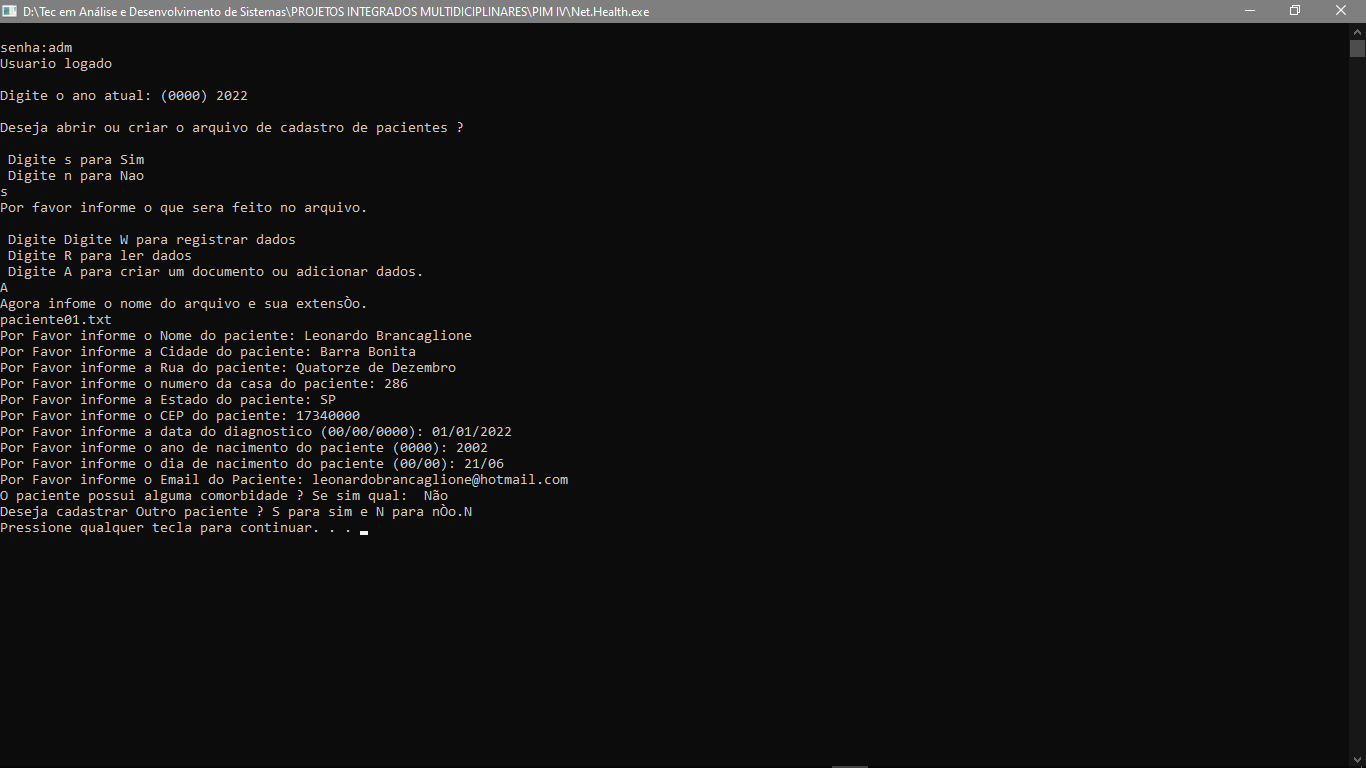 D:\Tec em Análise e Desenvolvimento de Sistemas\PROJETOS INTEGRADOS MULTIDICIPLINARES\PIM IV\Net.Health.exe
senha:adm
Usuario logado
Digite o ano atual: (0000) 2022
Deseja abrir ou criar o arquivo de cadastro de pacientes ?
Digite s para Sim
Digite n para Nao
s
Por favor informe o que sera feito no arquivo.
Digite Digite W para registrar dados
Digite R para ler dados
Digite A para criar um documento ou adicionar dados.
A
Agora infome o nome do arquivo e sua extensÒo.
paciente01.txt
Por Favor informe o Nome do paciente: Leonardo Brancaglione
Por Favor informe a Cidade do paciente: Barra Bonita
Por Favor informe a Rua do paciente: Quatorze de Dezembro
Por Favor informe o numero da casa do paciente: 286
Por Favor informe a Estado do paciente: SP
Por Favor informe o CEP do paciente: 17340000
Por Favor informe a data do diagnostico (00/00/0000): 01/01/2022
Por Favor informe o ano de nacimento do paciente (0000): 2002
Por Favor informe o dia de nacimento do paciente (00/00): 21/06
Por Favor informe o Email do Paciente: leonardobrancaglione@hotmail.com
O paciente possui alguma comorbidade ? Se sim qual:  Não
Deseja cadastrar Outro paciente ? S para sim e N para nÒo.N
Pressione qualquer tecla para continuar. . .